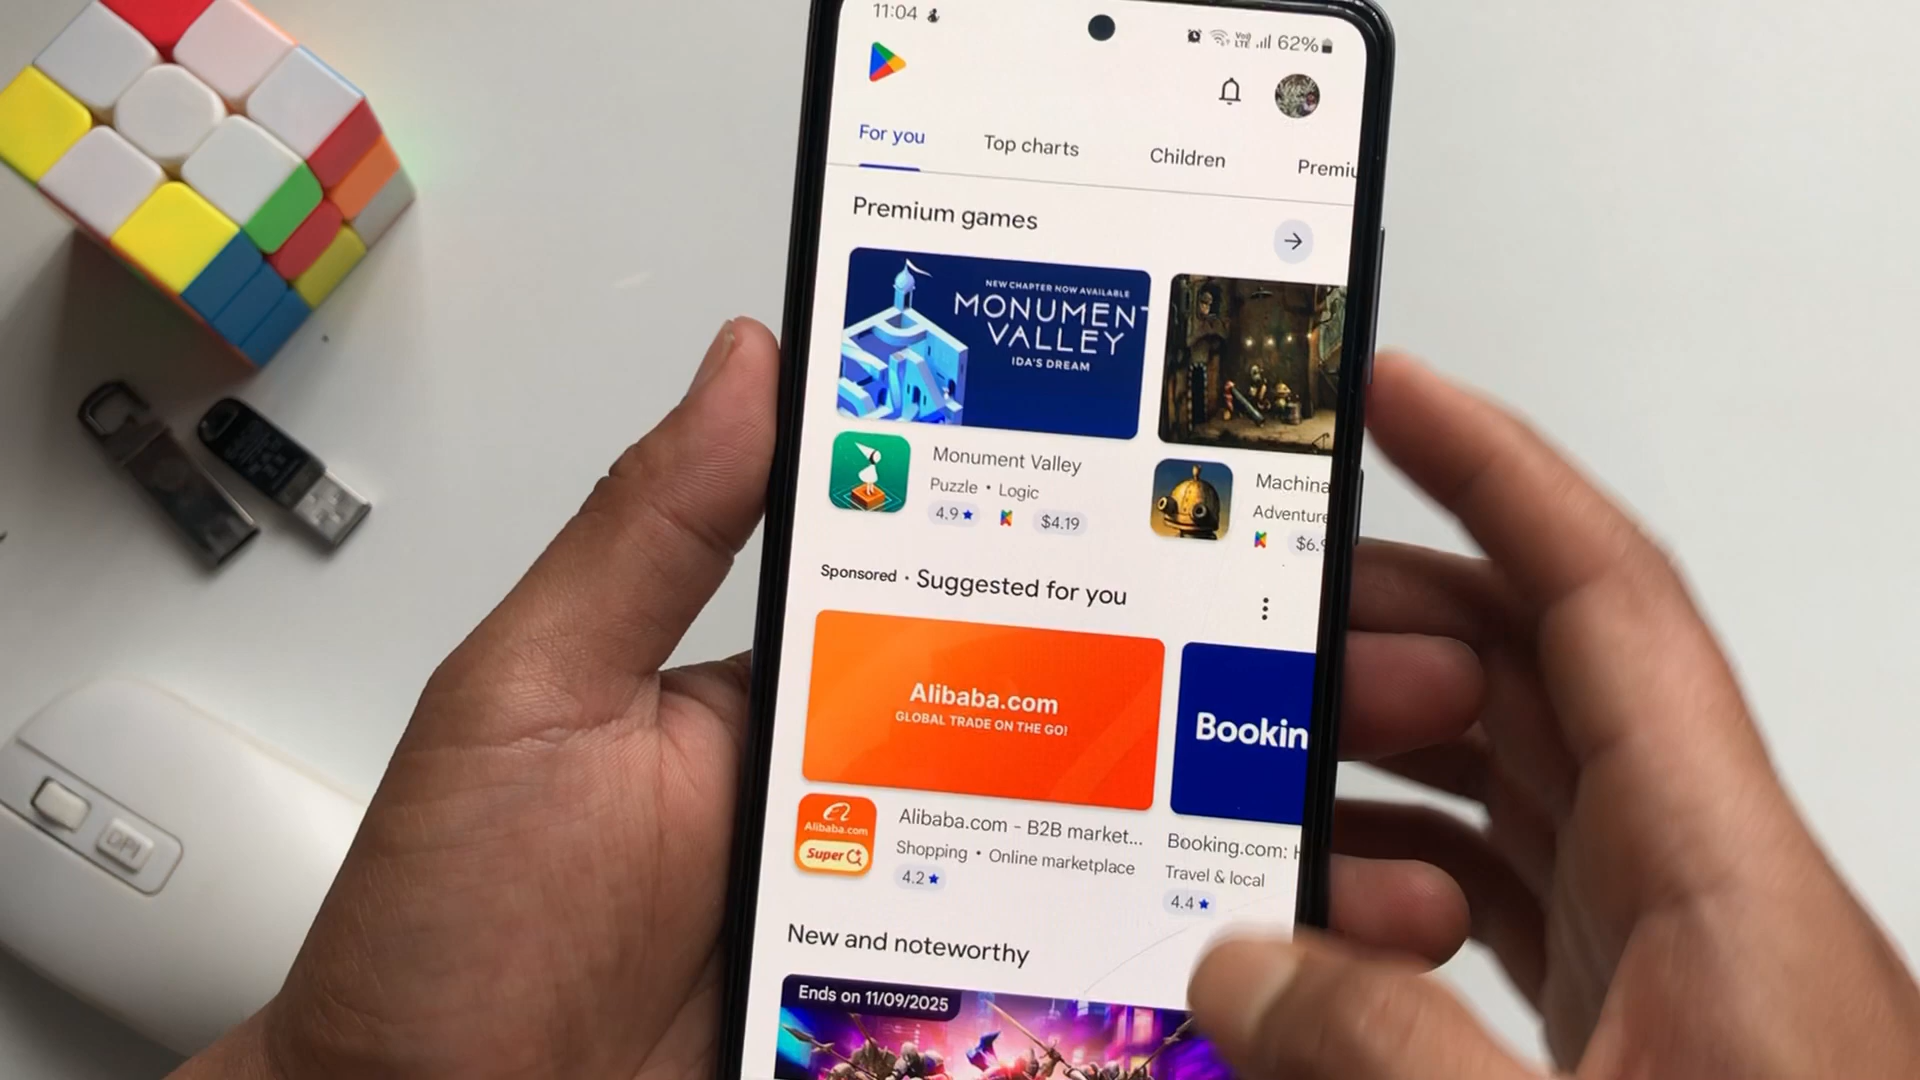 11:04
Vo)) LTE
62%
For you
Top charts
Children
Premiu
Premium games
NEW CHAPTER NOW AVAILABLE
MONUMENT
VALLEY
IDA'S DREAM
Monument Valley
Puzzle • Logic
4.9★
$4.19
Machina
Adventure
$6.9
Sponsored · Suggested for you
Alibaba.com
GLOBAL TRADE ON THE GO!
Bookin
Alibaba.com
Super
Alibaba.com - B2B market...
Shopping • Online marketplace
4.2★
Booking.com: H
Travel & local
4.4★
New and noteworthy
Ends on 11/09/2025
DPI